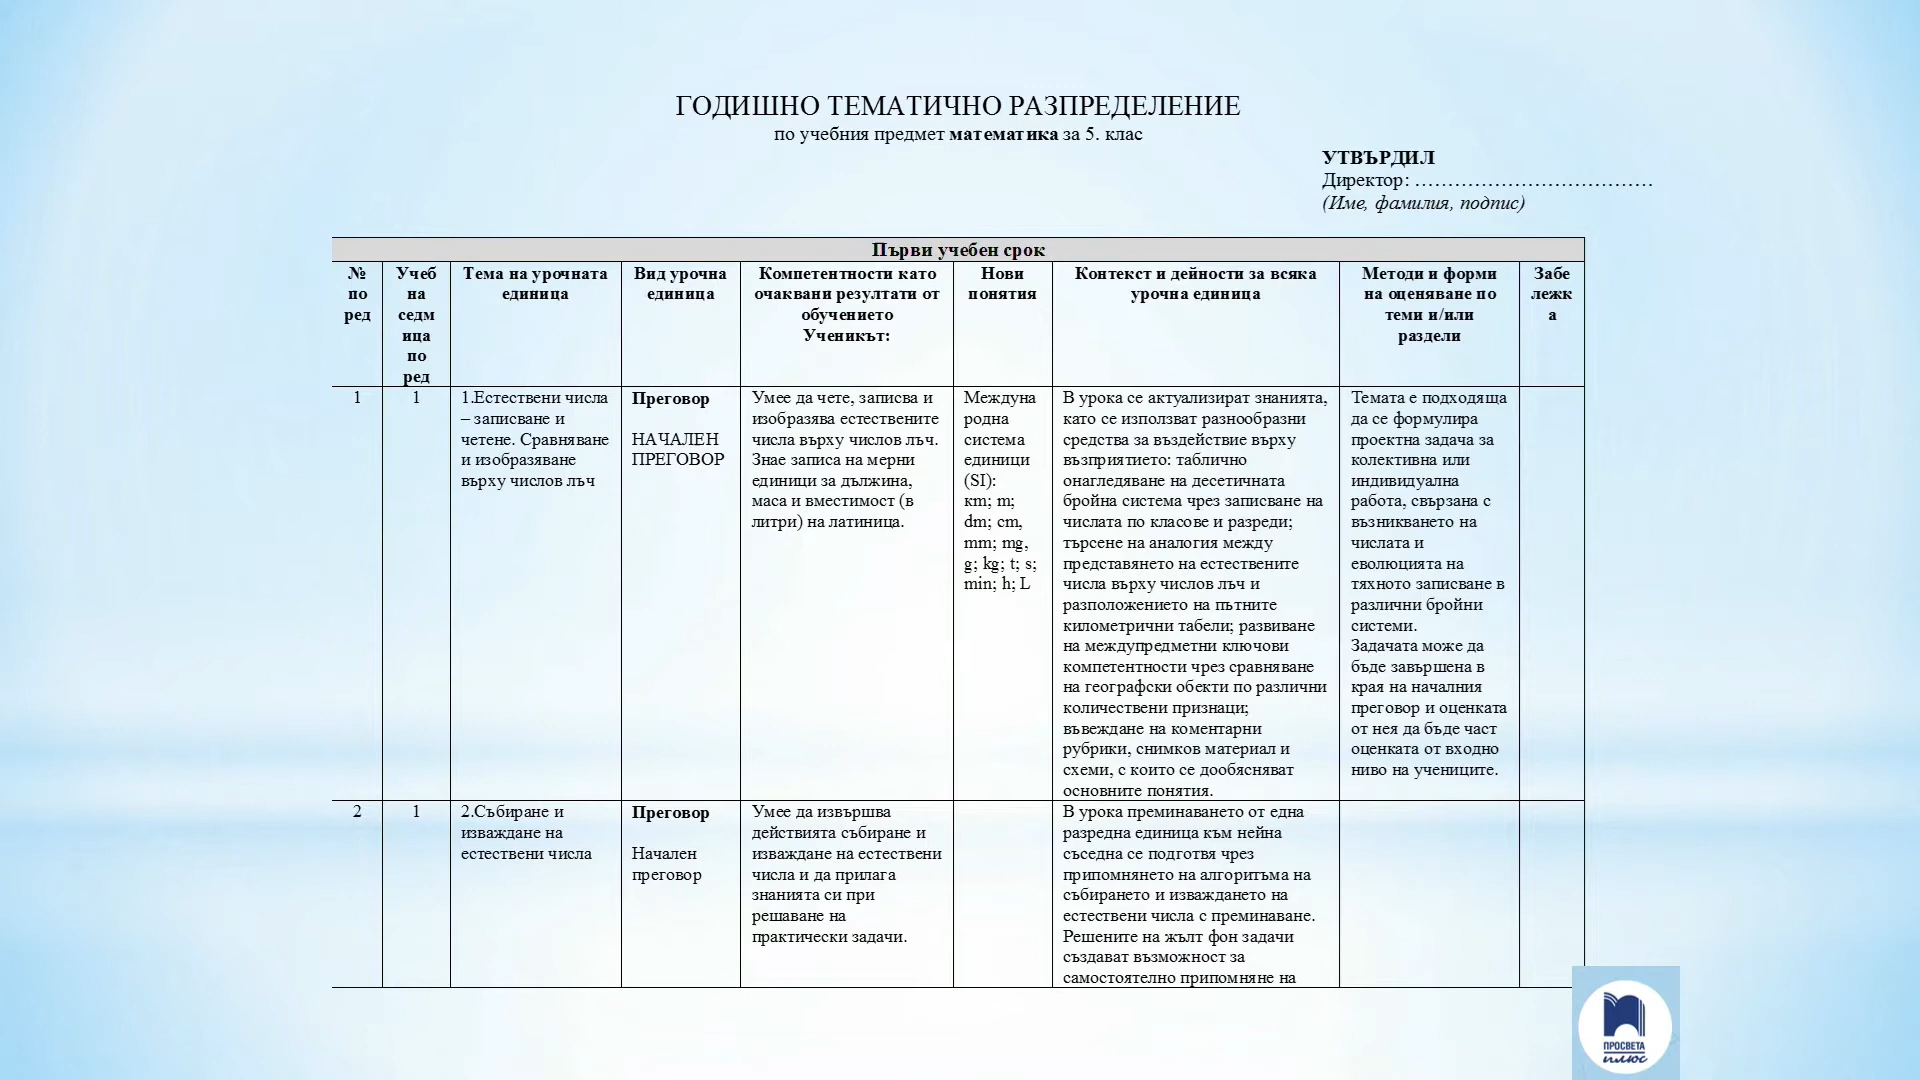 ГОДИШНО ТЕМАТИЧНО РАЗПРЕДЕЛЕНИЕ
по учебния предмет математика за 5. клас
УТВЪРДИЛ
Директор: ………………………………
(Име, фамилия, подпис)
Първи учебен срок
№
по
ред
Учеб
на
седм
ица
по
ред
Тема на урочната
единица
Вид урочна
единица
Компетентности като
очаквани резултати от
обучението
Ученикът:
Нови
понятия
Контекст и дейности за всяка
урочна единица
Методи и форми
на оценяване по
теми и/или
раздели
Забе
лежк
а
1
1
1.Естествени числа
– записване и
четене. Сравняване
и изобразяване
върху числов лъч
Преговор
НАЧАЛЕН
ПРЕГОВОР
Умее да чете, записва и
изобразява естествените
числа върху числов лъч.
Знае записа на мерни
единици за дължина,
маса и вместимост (в
литри) на латиница.
Междуна
родна
система
единици
(SI):
km; m;
dm; cm,
mm; mg,
g; kg; t; s;
min; h; L
В урока се актуализират знанията,
като се използват разнообразни
средства за въздействие върху
възприятието: таблично
онагледяване на десетичната
бройна система чрез записване на
числата по класове и разреди;
търсене на аналогия между
представянето на естествените
числа върху числов лъч и
разположението на пътните
километрични табели; развиване
на междупредметни ключови
компетентности чрез сравняване
на географски обекти по различни
количествени признаци;
въвеждане на коментарни
рубрики, снимков материал и
схеми, с които се дообясняват
основните понятия.
Темата е подходяща
да се формулира
проектна задача за
колективна или
индивидуална
работа, свързана с
възникването на
числата и
еволюцията на
тяхното записване в
различни бройни
системи.
Задачата може да
бъде завършена в
края на началния
преговор и оценката
от нея да бъде част
оценката от входно
ниво на учениците.
2
1
2.Събиране и
изваждане на
естествени числа
Преговор
Начален
преговор
Умее да извършва
действията събиране и
изваждане на естествени
числа и да прилага
знанията си при
решаване на
практически задачи.
В урока преминаването от една
разредна единица към нейна
съседна се подготвя чрез
припомнянето на алгоритъма на
събирането и изваждането на
естествени числа с преминаване.
Решените на жълт фон задачи
създават възможност за
самостоятелно припомняне на
ПРОСВЕТА
плюс